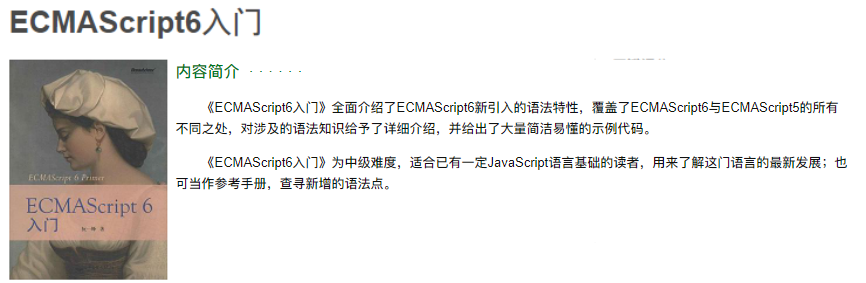 ECMAScript6入门
内容简介 · · · · · ·
《ECMAScript6入门》全面介绍了ECMAScript6新引入的语法特性，覆盖了ECMAScript6与ECMAScript5的所有
不同之处，对涉及的语法知识给予了详细介绍，并给出了大量简洁易懂的示例代码。
《ECMAScript6入门》为中级难度，适合已有一定JavaScript语言基础的读者，用来了解这门语言的最新发展；也
可当作参考手册，查寻新增的语法点。
ECMAScript 6 Primer
ECMAScript 6
入门
阮一峰 著